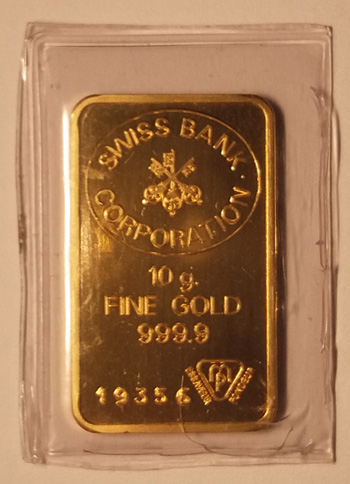 SWISS BANK
CORPORATION
10 g.
FINE GOLD
999.9
19356